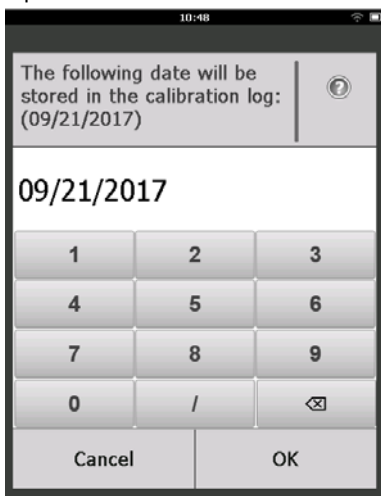 10:48
The following date will be
stored in the calibration log:
(09/21/2017)
?
09/21/2017
1 2 3
4 5 6
7 8 9
0 /
Cancel OK